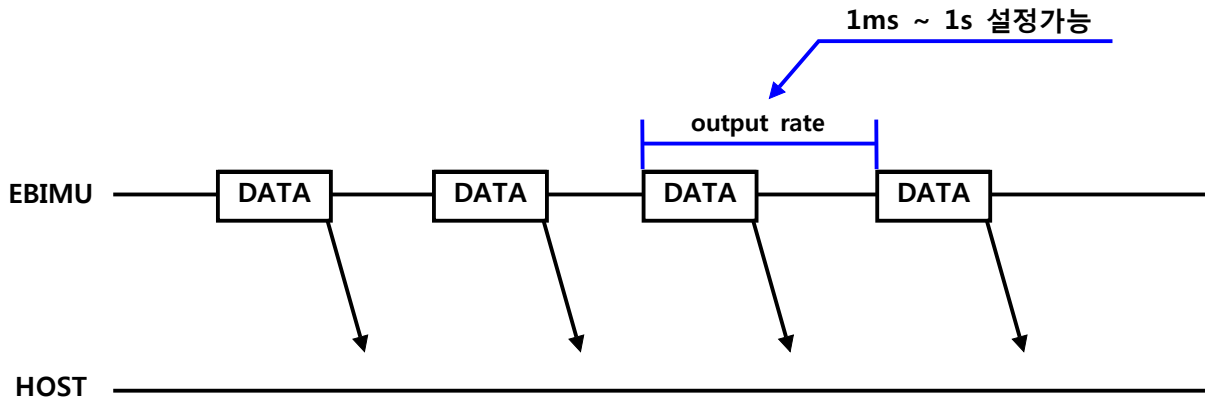 1ms ~ 1s 설정가능
output rate
EBIMU DATA DATA DATA DATA
HOST